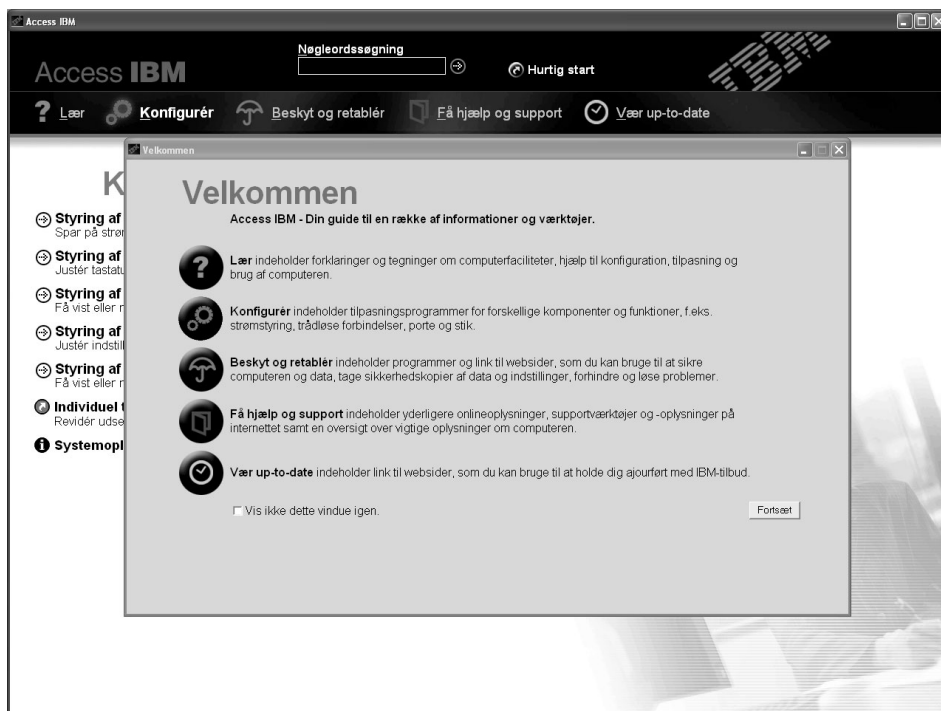 Access IBM
Access IBM
Nøgleordssøgning
Hurtig start
IBM
? Lær
Konfigurér
Beskyt og retablér
Få hjælp og support
Vær up-to-date
K
Styring af
Spar på
Styring af
Justér
Styring af
Få vist eller
Styring af
Justér
Styring af
Få vist eller
Individuel
Revidér
Velkommen
Velkommen
Access IBM - Din guide til en række af informationer og værktøjer.
? Lær indeholder forklaringer og tegninger om computerfaciliteter, hjælp til konfiguration, tilpasning og
brug af computeren.
Konfigurér indeholder tilpasningsprogrammer for forskellige komponenter og funktioner, f.eks.
strømstyring, trådløse forbindelser, porte og stik.
Beskyt og retablér indeholder programmer og link til websider, som du kan bruge til at sikre
computeren og data, tage sikkerhedskopier af data og indstillinger, forhindre og løse problemer.
Få hjælp og support indeholder yderligere onlineoplysninger, supportværktøjer og -oplysninger på
internettet samt en oversigt over vigtige oplysninger om computeren.
Vær up-to-date indeholder link til websider, som du kan bruge til at holde dig ajourført med IBM-tilbud.
Vis ikke dette vindue igen.
Fortsæt